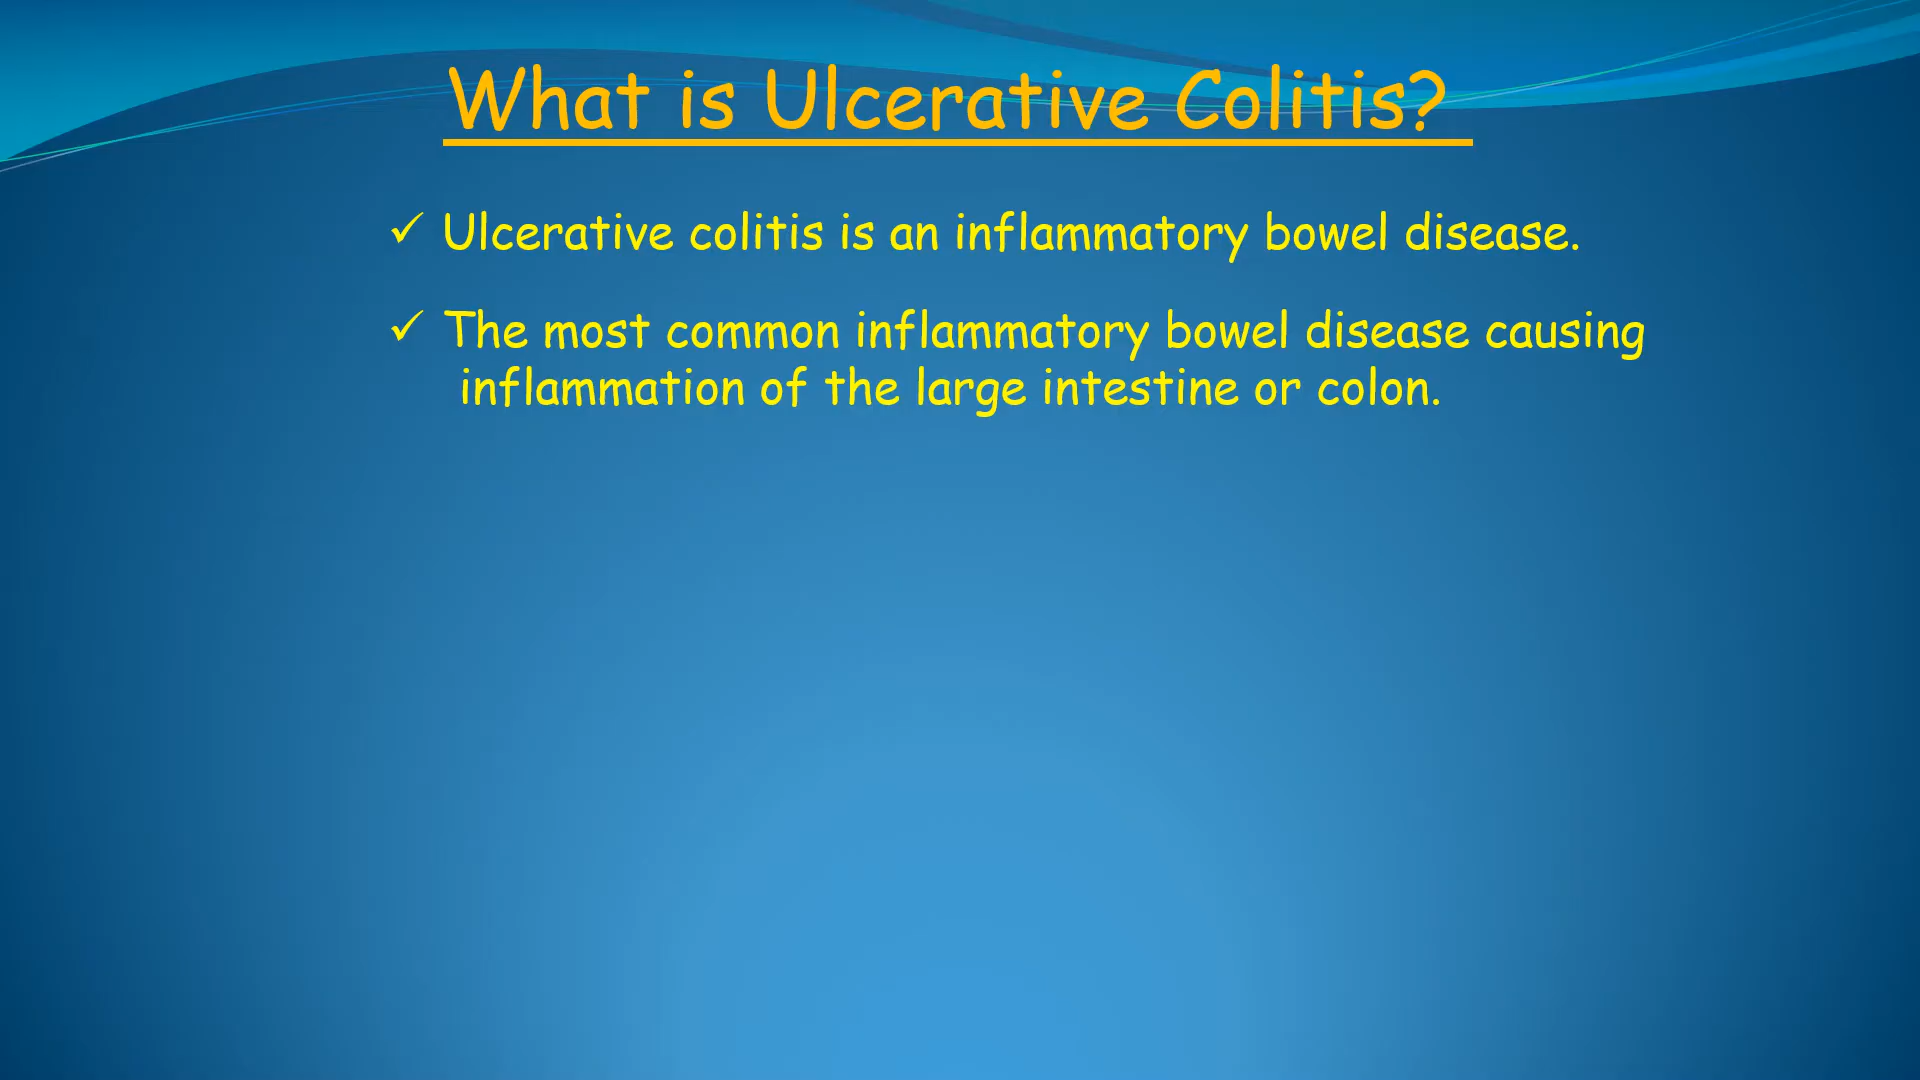 What is Ulcerative Colitis?
✓ Ulcerative colitis is an inflammatory bowel disease.
✓ The most common inflammatory bowel disease causing
inflammation of the large intestine or colon.